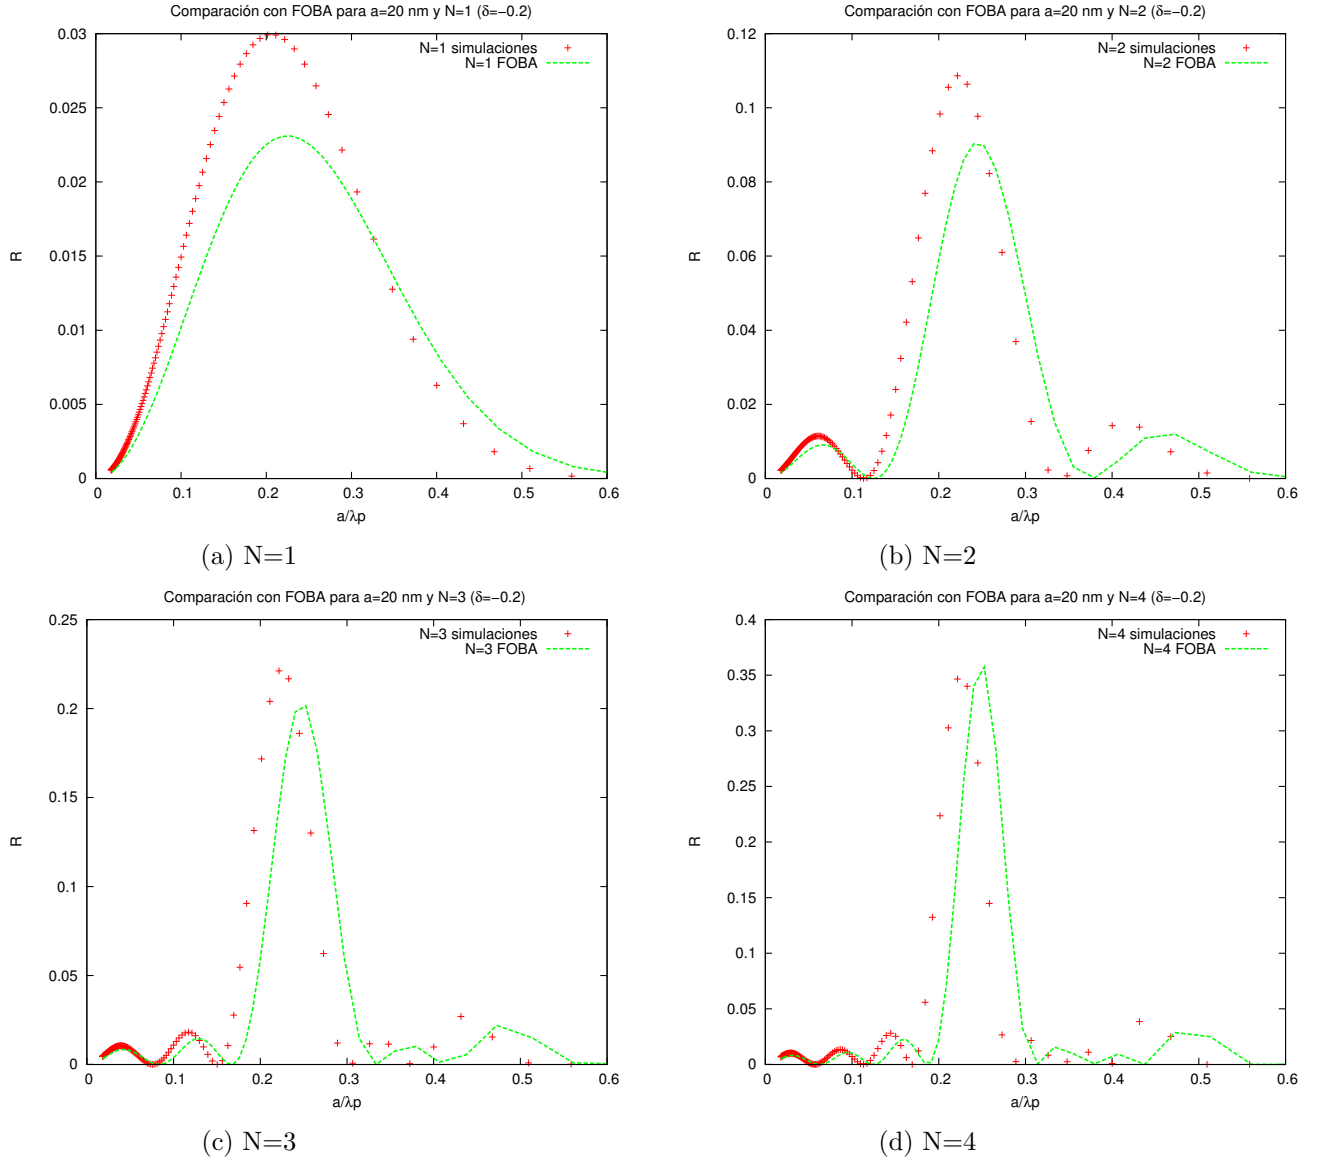 Comparación con FOBA para a=20 nm y N=1 (δ=−0.2)
N=1 simulaciones
N=1 FOBA
0.03
0.025
0.02
0.015
0.01
0.005
0
R
0 0.1 0.2 0.3 0.4 0.5 0.6
a/λp
(a) N=1
Comparación con FOBA para a=20 nm y N=2 (δ=−0.2)
N=2 simulaciones
N=2 FOBA
0.12
0.1
0.08
0.06
0.04
0.02
0
R
0 0.1 0.2 0.3 0.4 0.5 0.6
a/λp
(b) N=2
Comparación con FOBA para a=20 nm y N=3 (δ=−0.2)
N=3 simulaciones
N=3 FOBA
0.25
0.2
0.15
0.1
0.05
0
R
0 0.1 0.2 0.3 0.4 0.5 0.6
a/λp
(c) N=3
Comparación con FOBA para a=20 nm y N=4 (δ=−0.2)
N=4 simulaciones
N=4 FOBA
0.4
0.35
0.3
0.25
0.2
0.15
0.1
0.05
0
R
0 0.1 0.2 0.3 0.4 0.5 0.6
a/λp
(d) N=4